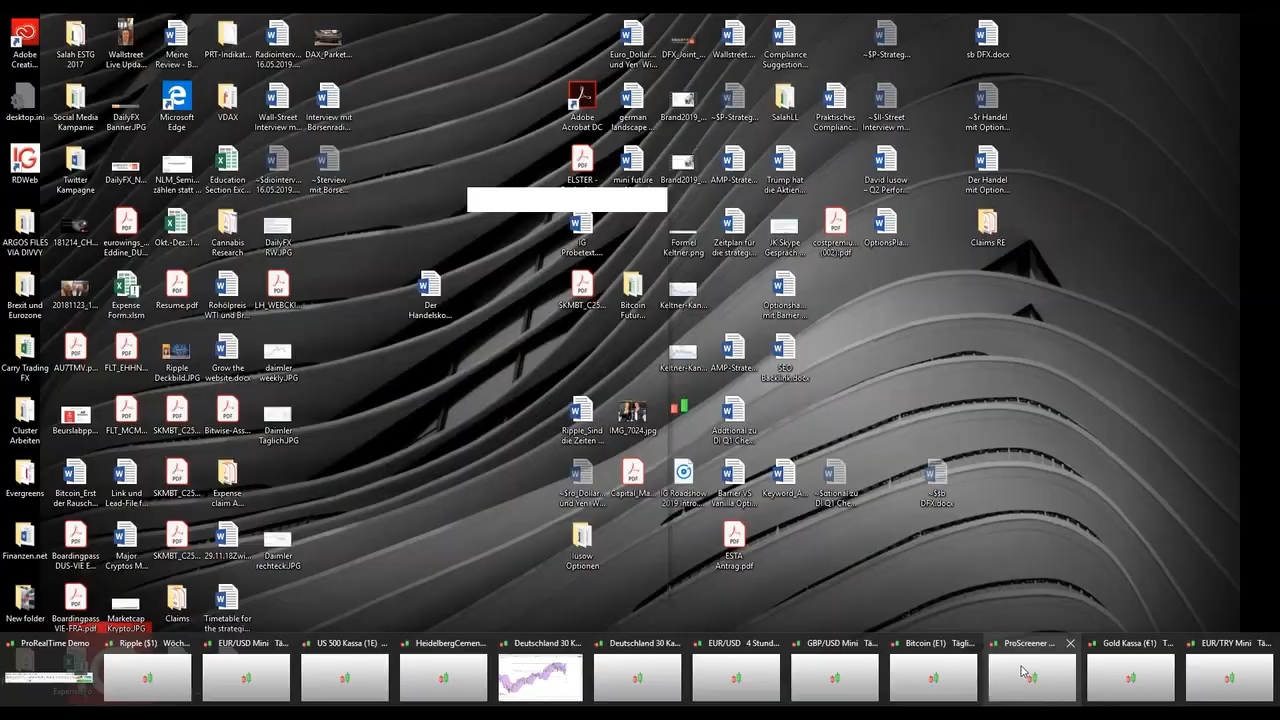 Adobe
Creati...
Salah ESTG
2017
Wallstreet
Live Upda...
Meine
Review - B...
PRT-Indikat...
Radiointerv...
16.05.2019...
DAX_Parket...
Euro_Dollar...
und Yen_Wi...
DFX_Joint_...
Wallstreet....
Compliance
Suggestion...
~$P-Strateg...
sb DFX.docx
desktop.ini
Social Media
Kampanie
DailyFX
Banner.JPG
Microsoft
Edge
VDAX
Wall-Street
Interview m...
Interview mit
Börsenradi...
Adobe
Acrobat DC
german
landscape ...
Brand2019_...
~$P-Strateg...
SalahLL
Praktisches
Complianc...
~$ll-Street
Interview m...
~$r Handel
mit Option...
RDWeb
Twitter
Kampagne
DailyFX_N...
NLM_Semi...
zählen statt ...
Education
Section Exc...
~$diointerv...
16.05.2019...
~$terview
mit Börse...
ELSTER -
mini future
Brand2019_...
AMP-Strate...
Trump hat
die Aktien...
David Iusow
~ Q2 Perfor...
Der Handel
mit Option...
ARGOS FILES
VIA DIVVY
181214_CH...
eurowings_...
Eddine_DU...
Okt.-Dez.,1...
Cannabis
Research
DailyFX
RW.JPG
IG
Probetext....
Formel
Keltner.png
Zeitplan für
die strategi...
JK Skype
Gespräch ...
costpremiu...
(002).pdf
OptionsPla...
Claims RE
Brexit und
Eurozone
20181123_1...
Expense
Form.xlsm
Resume.pdf
Rohölpreis
WTI und Br...
LH_WEBCKI...
Der
Handelsko...
SKMBT_C25...
Bitcoin
Futur...
Keltner-Kan...
Optionsha...
mit Barrier ...
Carry Trading
FX
AU7TMV.p...
FLT_EHHN...
Ripple
Deckbild.JPG
Grow the
website.docx
daimler
weekly.JPG
Keltner-Kan...
AMP-Strate...
SEO
Backlink.docx
Cluster
Arbeiten
Beurslabpp...
FLT_MCM...
SKMBT_C25...
Bitwise-Ass...
Daimler
Täglich.JPG
Ripple_Sind
die Zeiten ...
IMG_7024.jpg
Addtional zu
DI Q1 Che...
Evergreens
Bitcoin_Erst
der Rausch...
Link und
Lead-File f...
SKMBT_C25...
Expense
claim A...
~$ro_Dollar...
und Yen+W...
Capital_Ma...
IG Roadshow
2019 Intro...
Barrier VS
Vanilla Opti...
Keyword_A...
~$dtional zu
DI Q1 Che...
~$sb
DFX.docx
Finanzen.net
Boardingpass
DUS-VIE E...
Major
Cryptos M...
SKMBT_C25...
29.11.18Zwi...
Daimler
rechteck.JPG
Iusow
Optionen
ESTA
Antrag.pdf
New folder
Boardingpass
VIE-FRA.pdf
Marketcap
Krypto.JPG
Claims
Timetable for
the strategi...
ProRealTime Demo
Ripple ($1) Wöch...
EUR/USD Mini Tä...
US 500 Kassa (1E) ...
HeidelbergCemen...
Deutschland 30 K...
Deutschland 30 Ka...
EUR/USD 4 Stund...
GBP/USD Mini Tä...
Bitcoin (E1) Tägli...
ProScreener ...
Gold Kassa (€1) T...
EUR/TRY Mini Tä...